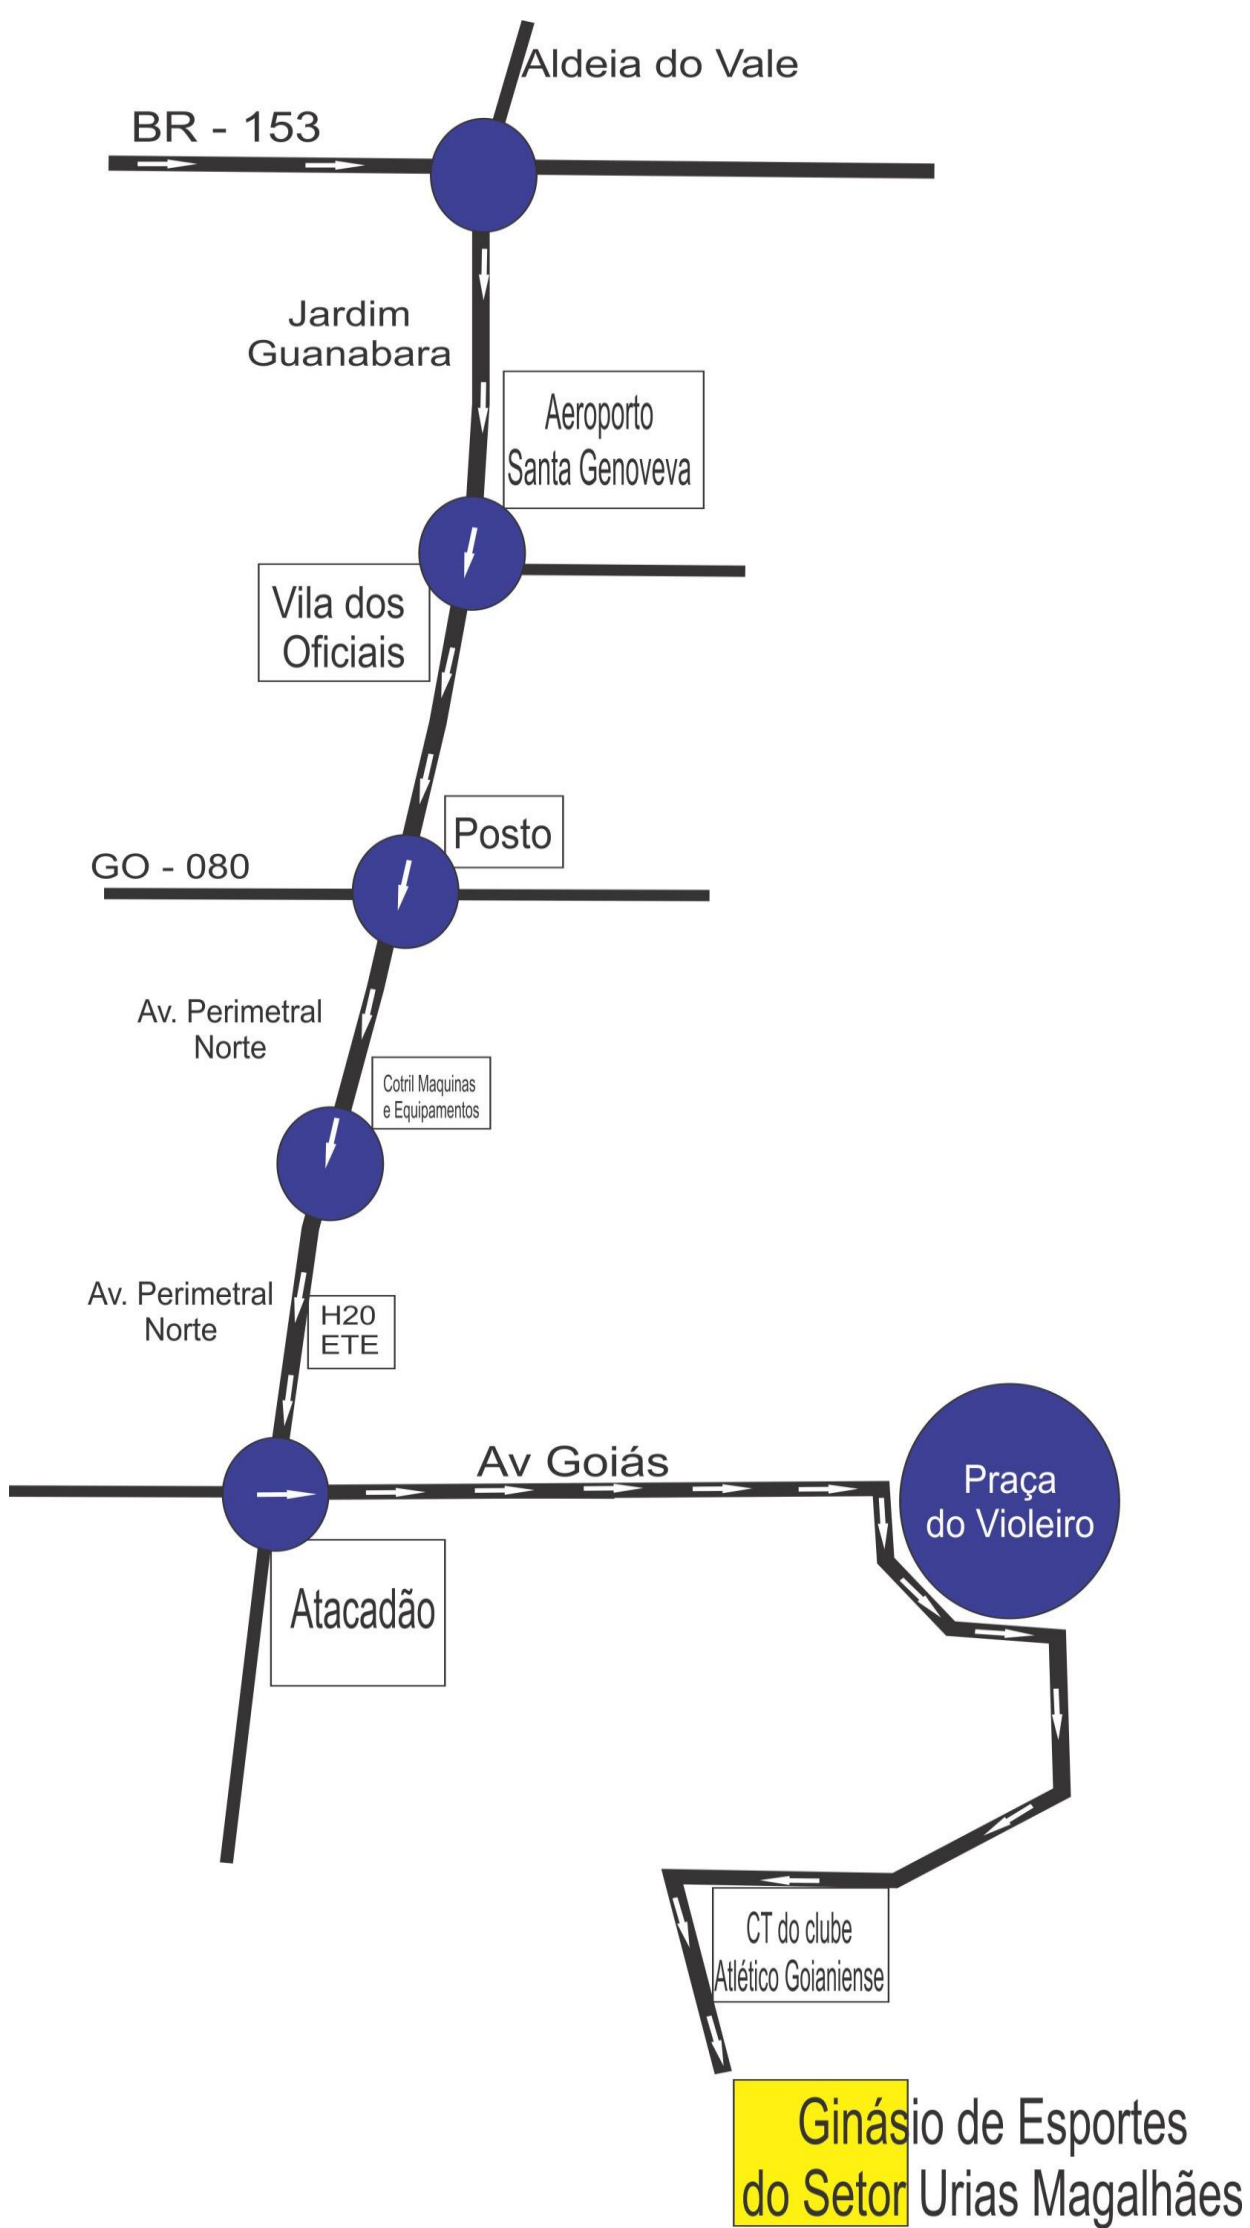 Aldeia do Vale
BR - 153
Jardim
Guanabara
Aeroporto
Santa Genoveva
Vila dos
Oficiais
Posto
GO - 080
Av. Perimetral
Norte
Cotril Maquinas
e Equipamentos
Av. Perimetral
Norte
H20
ETE
Av Goiás
Praça
do Violeiro
Atacadão
CT do clube
Atlético Goianiense
Ginásio de Esportes
do Setor Urias Magalhães